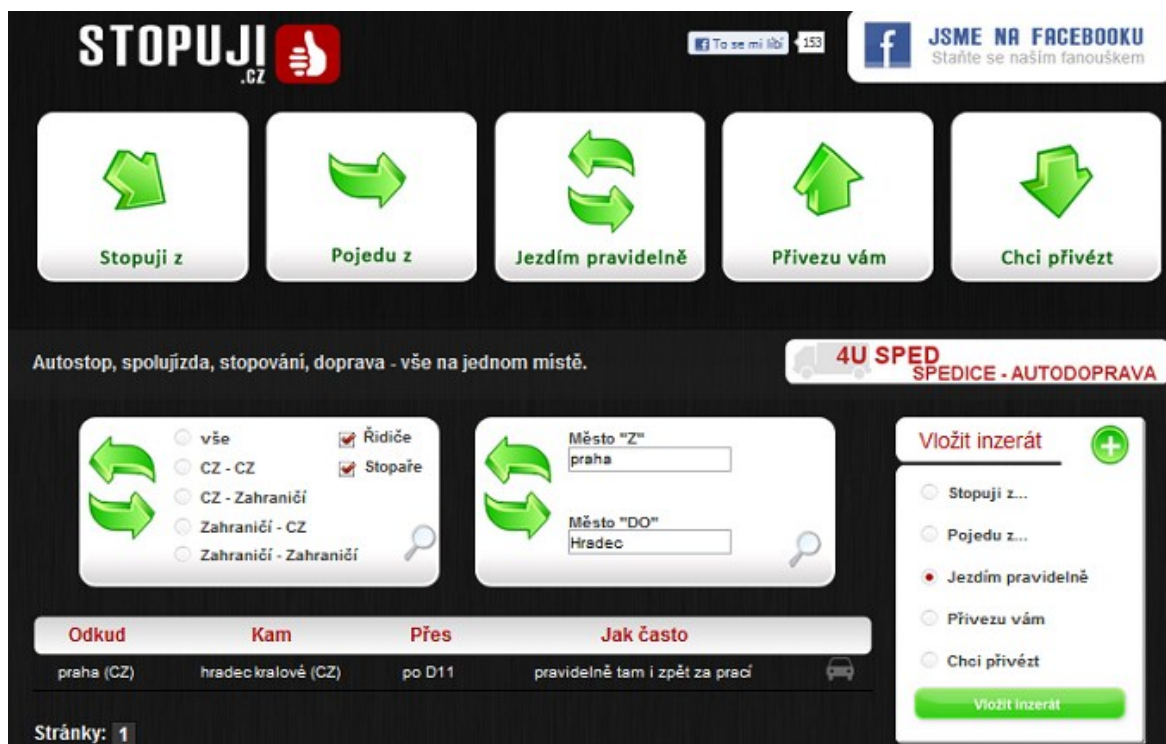 STOPUJI
.CZ
To se mi líbí
153
JSME NA FACEBOOKU
Staňte se naším fanouškem
Stopuji z
Pojedu z
Jezdím pravidelně
Přivezu vám
Chci přivézt
Autostop, spolujízda, stopování, doprava - vše na jednom místě.
4U SPED
SPEDICE - AUTODOPRAVA
vše
CZ - CZ
CZ - Zahraničí
Zahraničí - CZ
Zahraničí - Zahraničí
Řidiče
Stopaře
Město "Z"
praha
Město "DO"
Hradec
Vložit inzerát
Stopuji z...
Pojedu z...
Jezdím pravidelně
Přivezu vám
Chci přivézt
Vložit inzerát
Odkud Kam Přes Jak často
praha (CZ) hradec kralové (CZ) po D11 pravidelně tam i zpět za prací
Stránky: 1